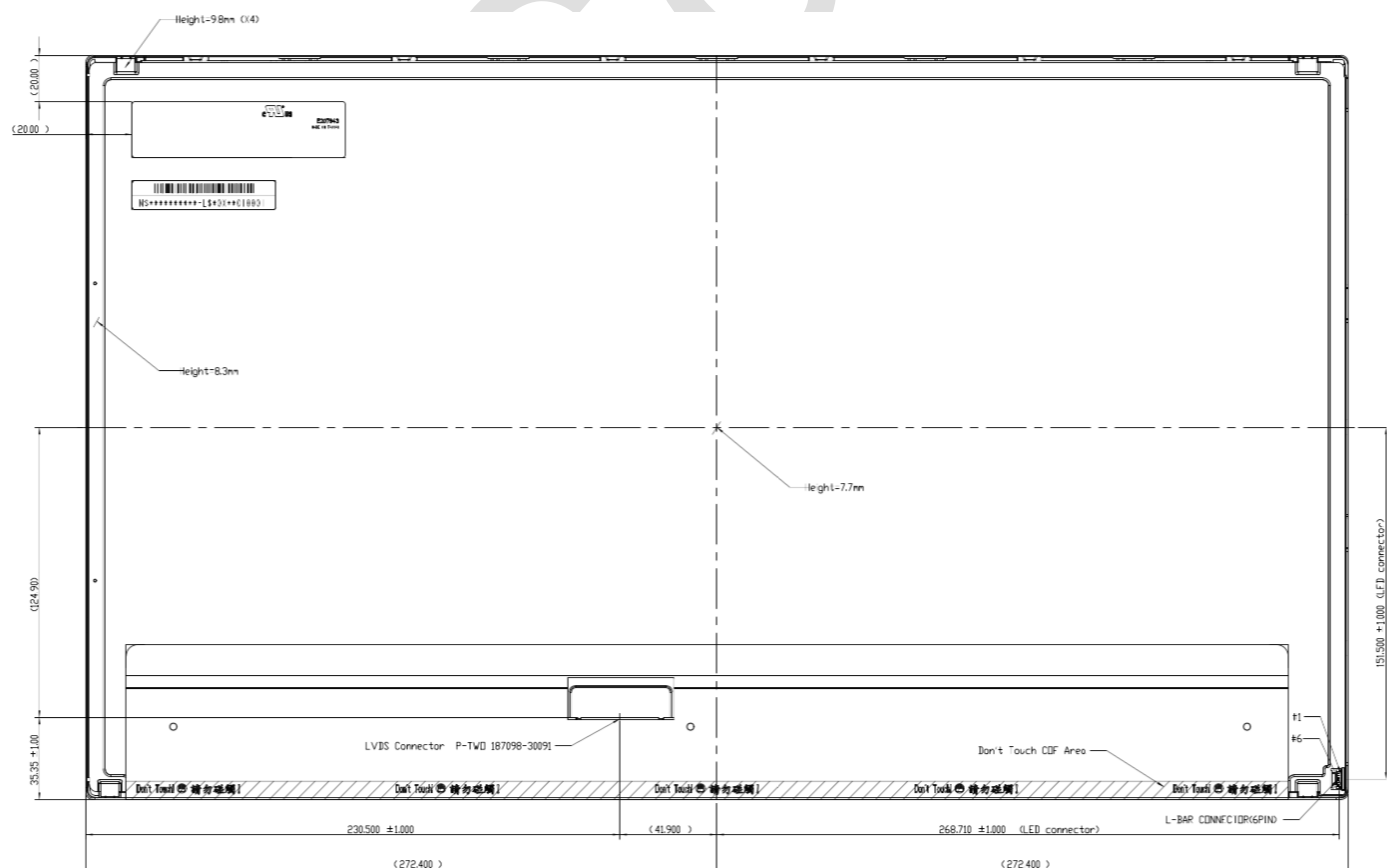 Height=9.8mm (X4)
(20.00 )
(20.00 )
Height=8.3mm
Height=7.7mm
(124.90)
151.500 ±1.000 (LED connector)
#1
#6
LVDS Connector P-TWO 187098-30091
Don't Touch COF Area
35.35 ±1.00
Don't Touch! 請勿碰觸!
Don't Touch! 請勿碰觸!
Don't Touch! 請勿碰觸!
Don't Touch! 請勿碰觸!
Don't Touch! 請勿碰觸!
L-BAR CONNECTOR(6PIN)
230.500 ±1.000
(41.900 )
268.710 ±1.000 (LED connector)
(272.400 )
(272.400 )